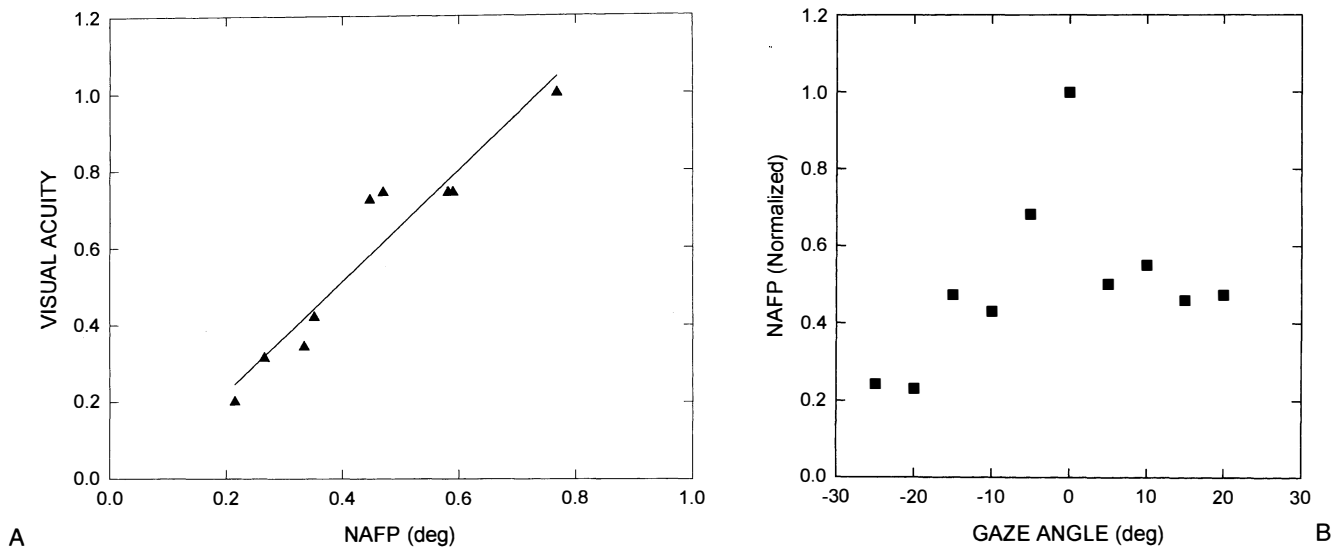 1.2
1.0
0.8
0.6
0.4
0.2
0.0
VISUAL ACUITY
0.0 0.2 0.4 0.6 0.8 1.0
NAFP (deg)
A
1.2
1.0
0.8
0.6
0.4
0.2
0.0
NAFP (Normalized)
-30 -20 -10 0 10 20 30
GAZE ANGLE (deg)
B